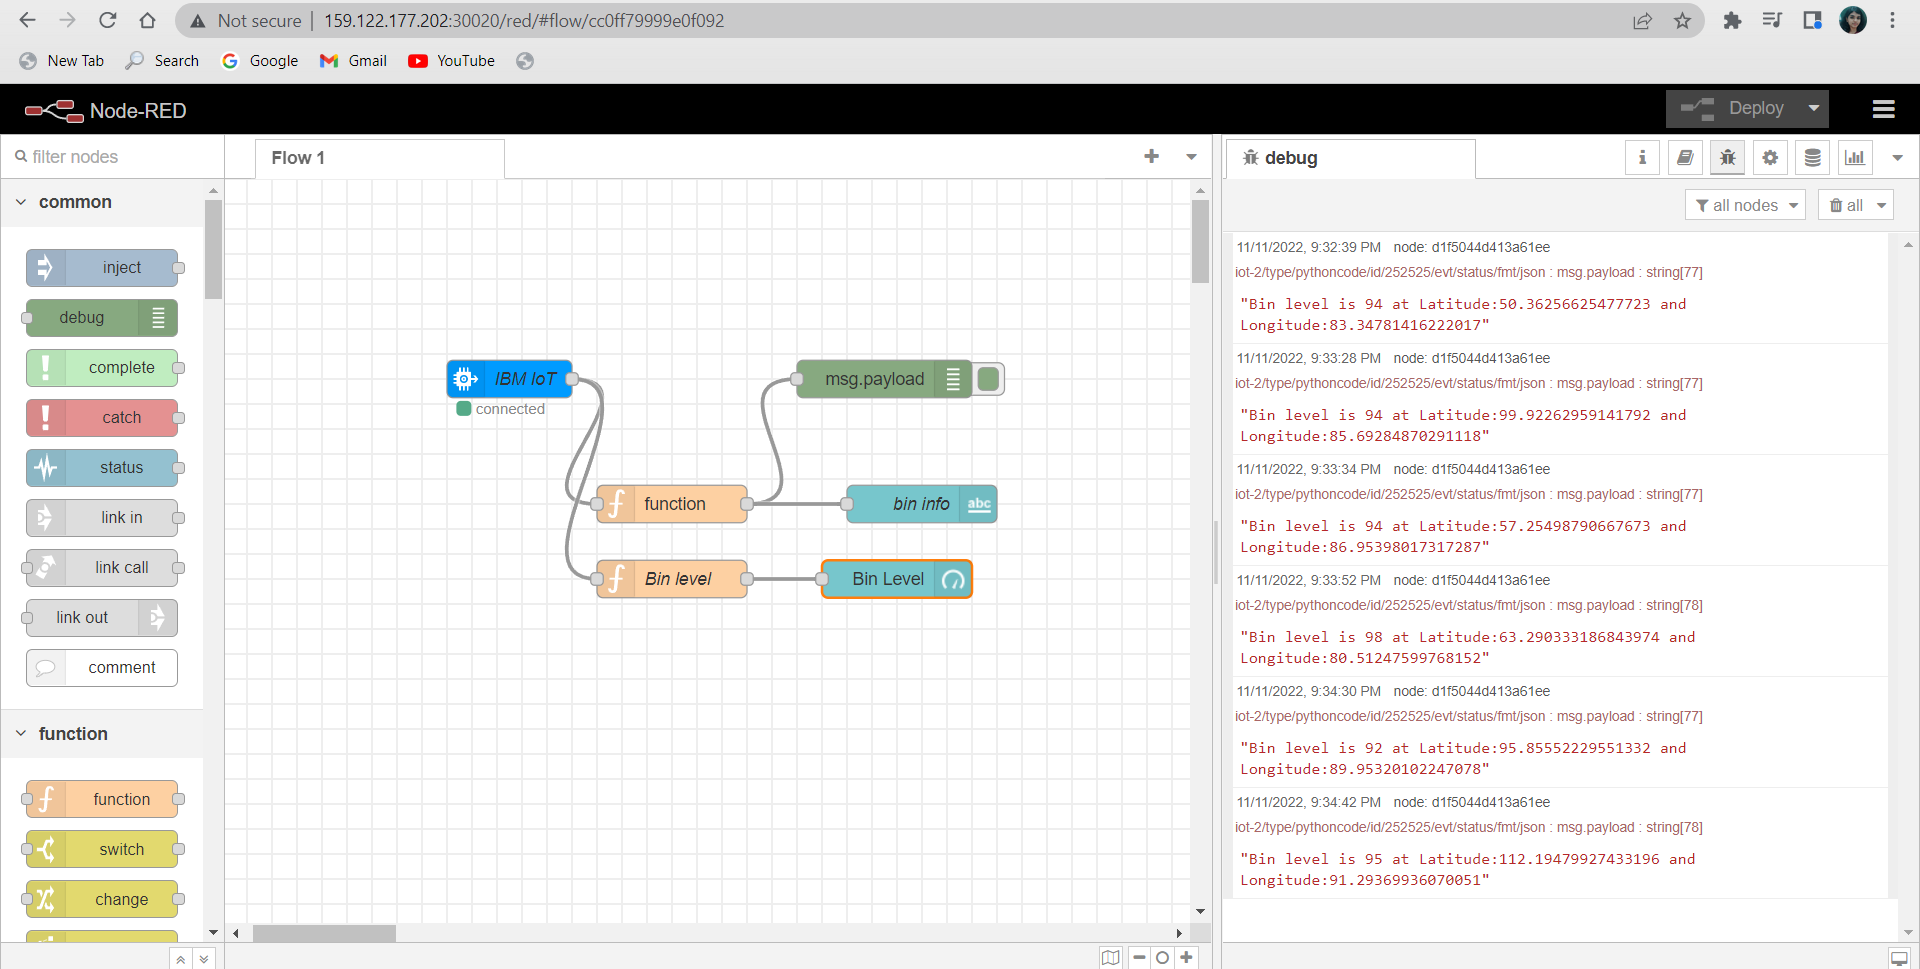 Not secure | 159.122.177.202:30020/red/#flow/cc0ff79999e0f092
New Tab Search Google Gmail YouTube
Node-RED
Deploy
filter nodes
common
inject
debug
complete
catch
status
link in
link call
link out
comment
function
function
switch
change
Flow 1
IBM IoT
connected
msg.payload
function
bin info
abc
Bin level
Bin Level
debug
all nodes
all
11/11/2022, 9:32:39 PM node: d1f5044d413a61ee
iot-2/type/pythoncode/id/252525/evt/status/fmt/json : msg.payload : string[77]
"Bin level is 94 at Latitude:50.36256625477723 and
Longitude:83.34781416222017"
11/11/2022, 9:33:28 PM node: d1f5044d413a61ee
iot-2/type/pythoncode/id/252525/evt/status/fmt/json : msg.payload : string[77]
"Bin level is 94 at Latitude:99.92262959141792 and
Longitude:85.69284870291118"
11/11/2022, 9:33:34 PM node: d1f5044d413a61ee
iot-2/type/pythoncode/id/252525/evt/status/fmt/json : msg.payload : string[77]
"Bin level is 94 at Latitude:57.25498790667673 and
Longitude:86.95398017317287"
11/11/2022, 9:33:52 PM node: d1f5044d413a61ee
iot-2/type/pythoncode/id/252525/evt/status/fmt/json : msg.payload : string[78]
"Bin level is 98 at Latitude:63.290333186843974 and
Longitude:80.51247599768152"
11/11/2022, 9:34:30 PM node: d1f5044d413a61ee
iot-2/type/pythoncode/id/252525/evt/status/fmt/json : msg.payload : string[77]
"Bin level is 92 at Latitude:95.85552229551332 and
Longitude:89.95320102247078"
11/11/2022, 9:34:42 PM node: d1f5044d413a61ee
iot-2/type/pythoncode/id/252525/evt/status/fmt/json : msg.payload : string[78]
"Bin level is 95 at Latitude:112.19479927433196 and
Longitude:91.29369936070051"